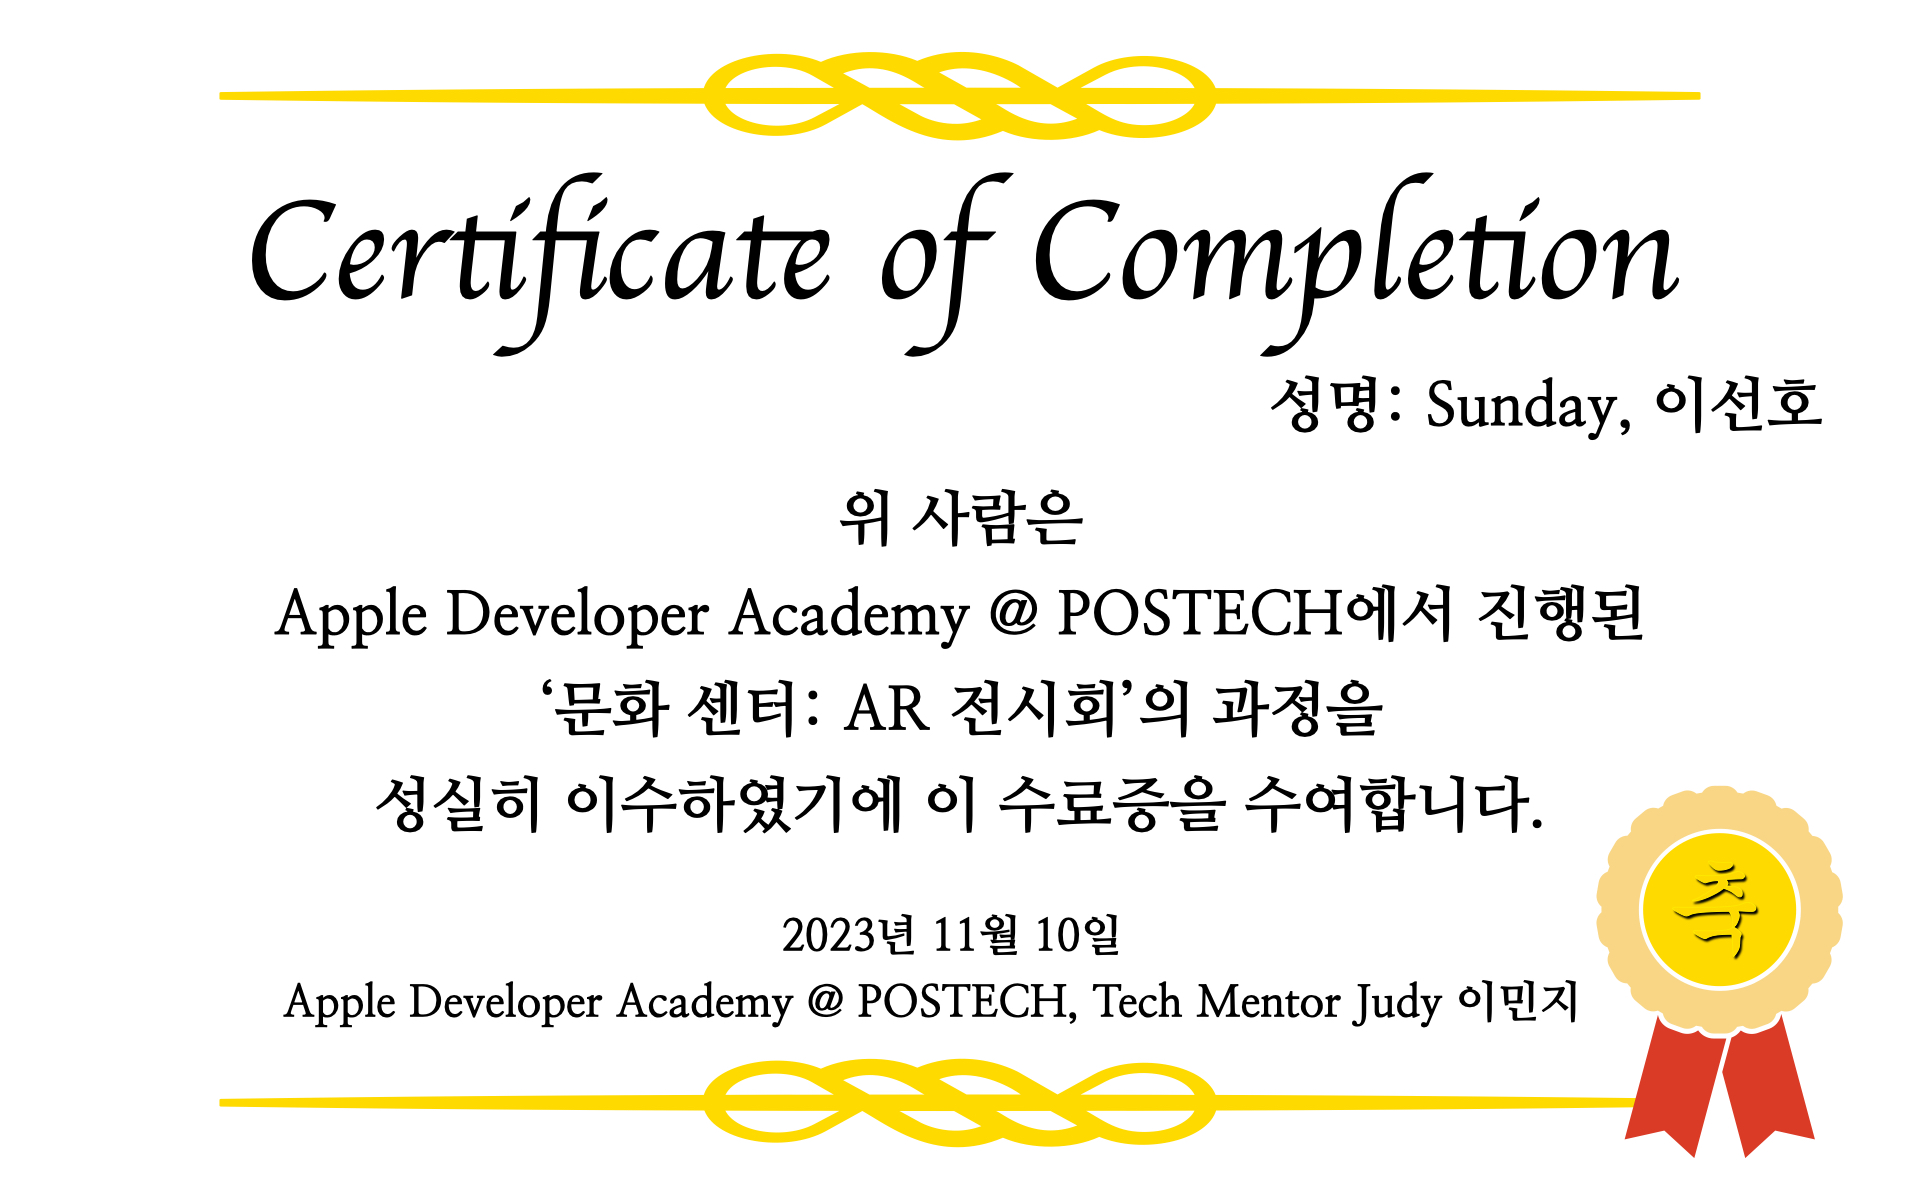 Certificate of Completion
성명: Sunday, 이선호
위 사람은
Apple Developer Academy @ POSTECH에서 진행된
‘문화 센터: AR 전시회’의 과정을
성실히 이수하였기에 이 수료증을 수여합니다.
축
2023년 11월 10일
Apple Developer Academy @ POSTECH, Tech Mentor Judy 이민지